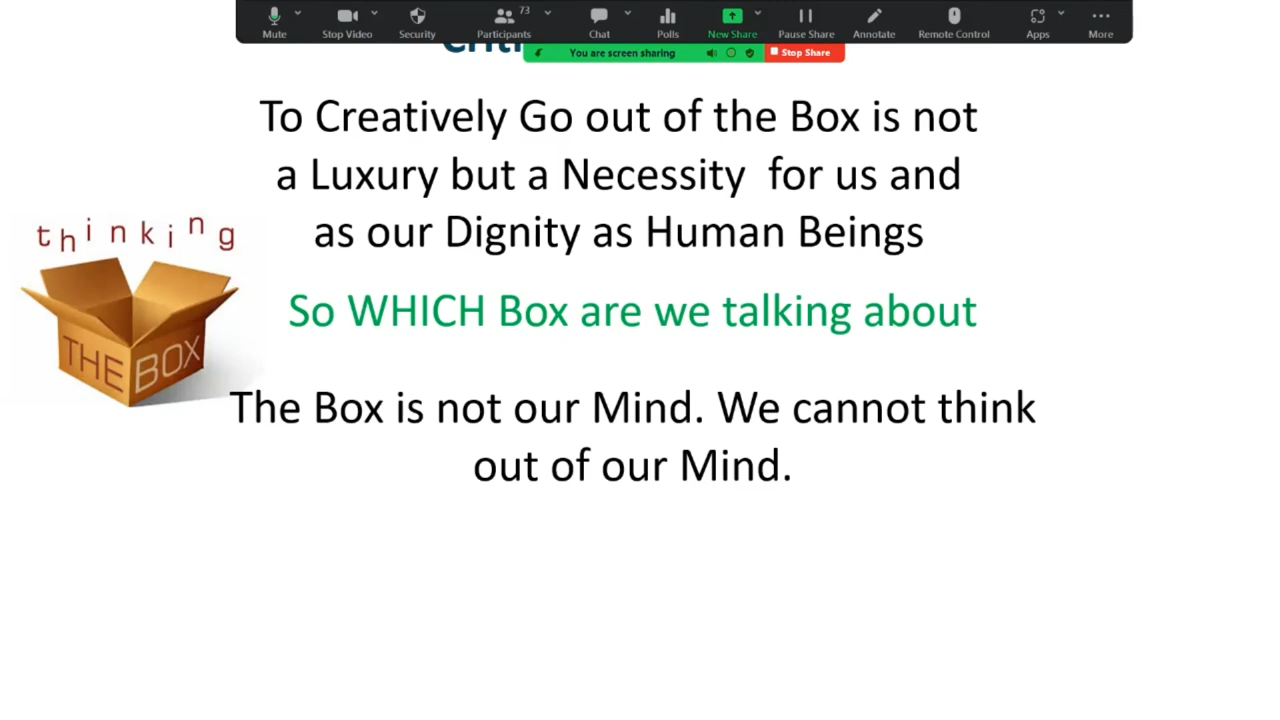 73
Mute
Stop Video
Security
Participants
Chat
Polls
New Share
Pause Share
Annotate
Remote Control
Apps
More
You are screen sharing
Stop Share
To Creatively Go out of the Box is not
a Luxury but a Necessity for us and
as our Dignity as Human Beings
thinking
THE BOX
So WHICH Box are we talking about
The Box is not our Mind. We cannot think
out of our Mind.